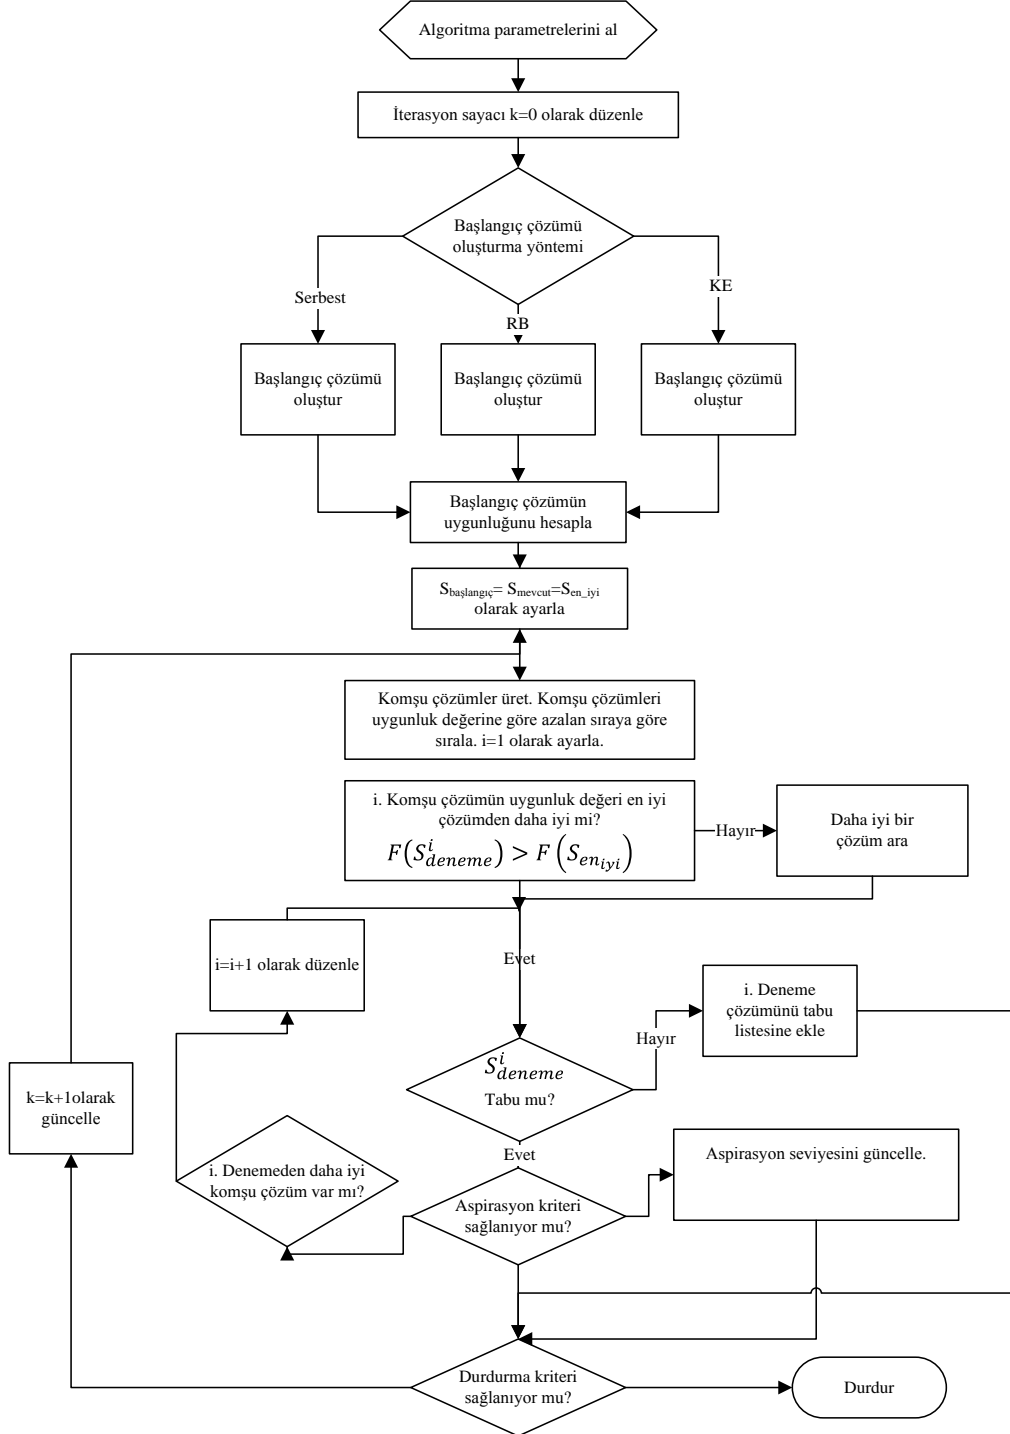 Algoritma parametrelerini al
İterasyon sayacı k=0 olarak düzenle
Başlangıç çözümü
oluşturma yöntemi
Serbest
RB
KE
Başlangıç çözümü
oluştur
Başlangıç çözümü
oluştur
Başlangıç çözümü
oluştur
Başlangıç çözümün
uygunluğunu hesapla
S_başlangıç= S_mevcut=S_en_iyi
olarak ayarla
Komşu çözümler üret. Komşu çözümleri
uygunluk değerine göre azalan sıraya göre
sırala. i=1 olarak ayarla.
i. Komşu çözümün uygunluk değeri en iyi
çözümden daha iyi mi?
F(S^i_deneme) > F(S_en_iyi)
Hayır
Daha iyi bir
çözüm ara
i=i+1 olarak düzenle
Evet
i. Deneme
çözümünü tabu
listesine ekle
Hayır
S^i_deneme
Tabu mu?
k=k+1olarak
güncelle
Evet
Aspirasyon seviyesini güncelle.
i. Denemeden daha iyi
komşu çözüm var mı?
Aspirasyon kriteri
sağlanıyor mu?
Durdurma kriteri
sağlanıyor mu?
Durdur